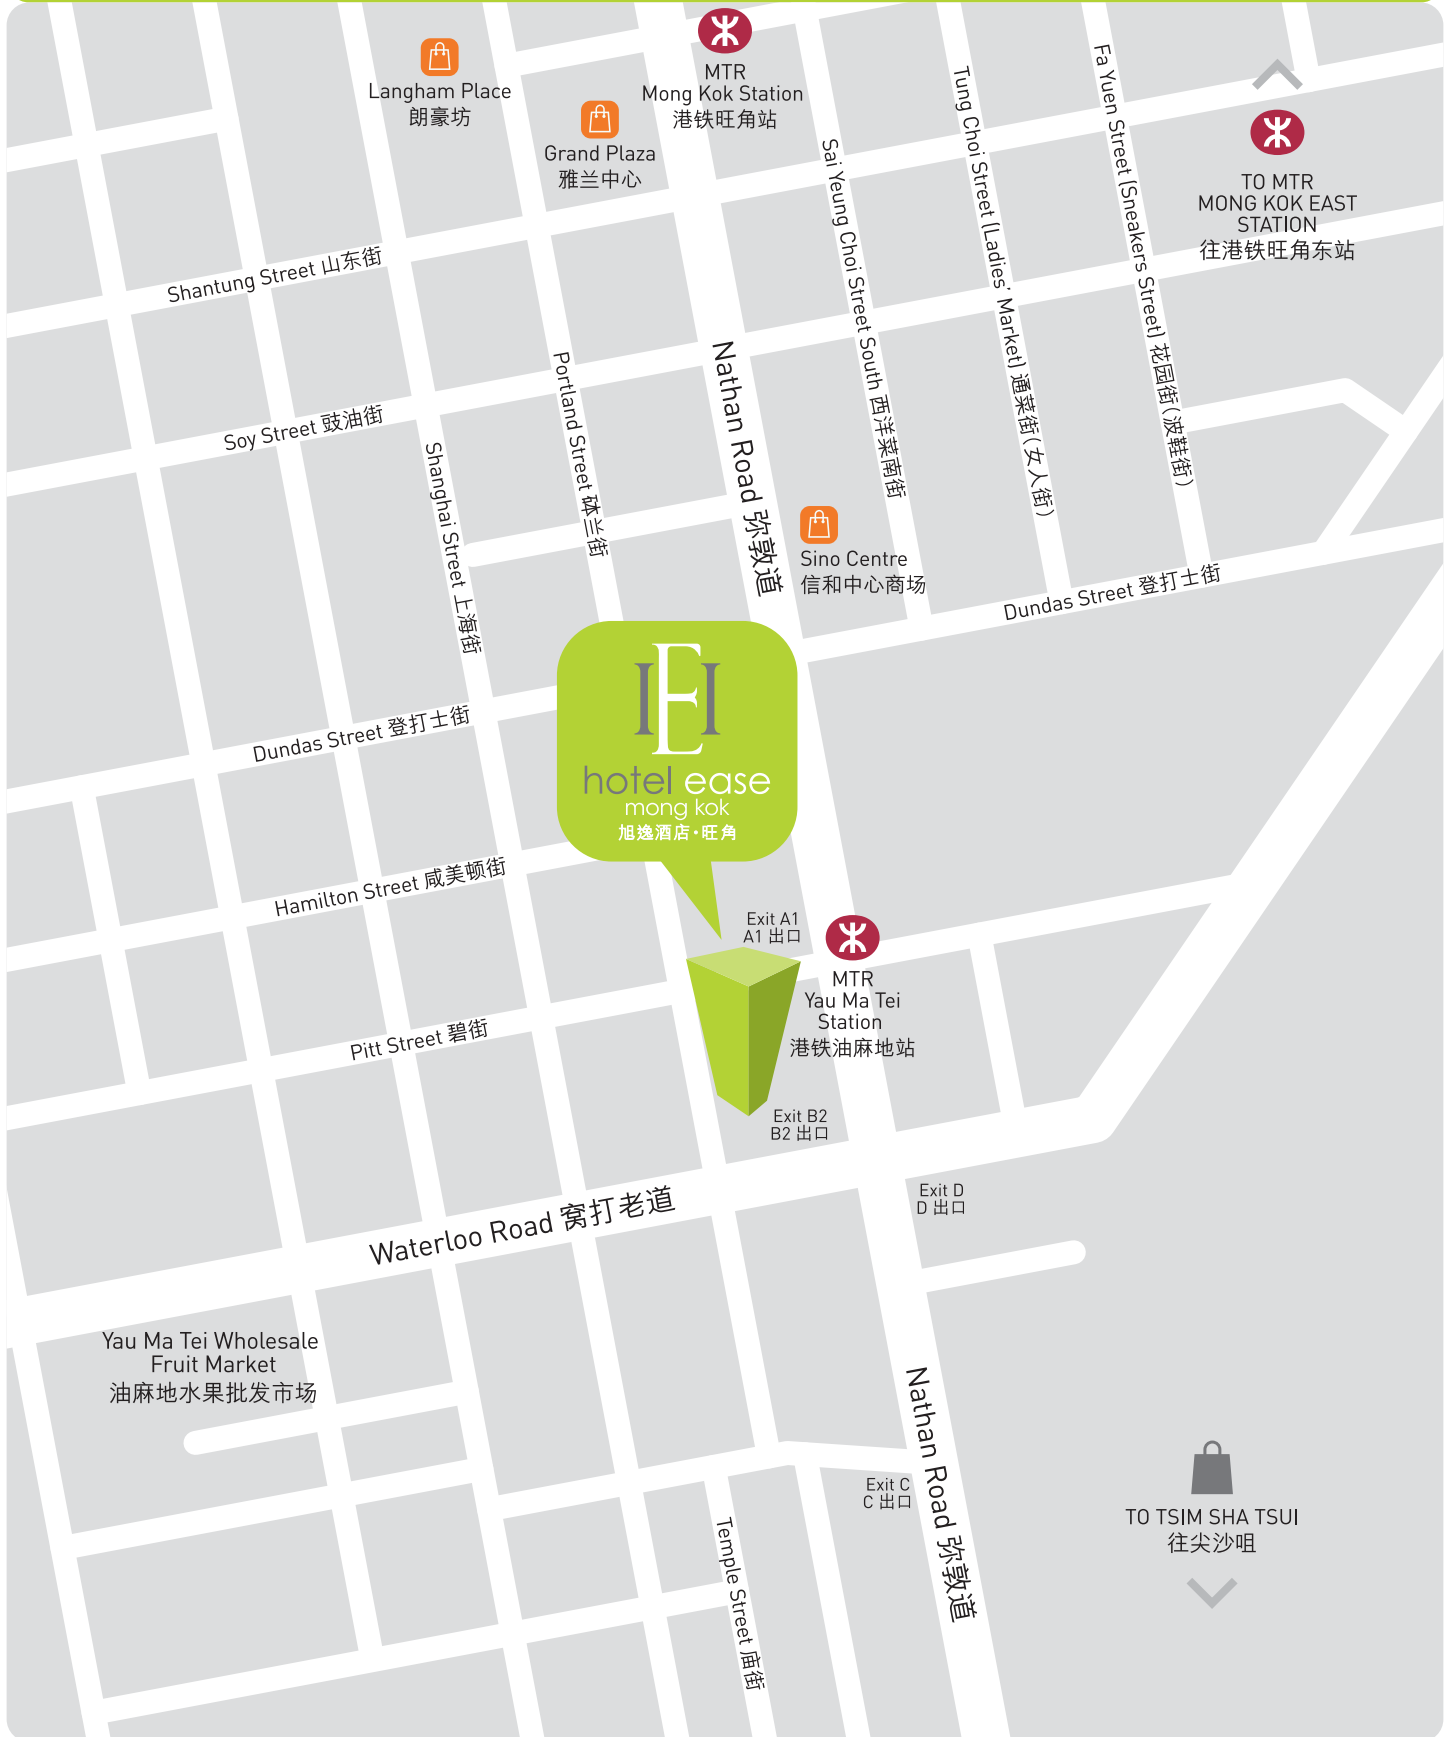 Langham Place
朗豪坊
MTR
Mong Kok Station
港铁旺角站
Grand Plaza
雅兰中心
TO MTR
MONG KOK EAST
STATION
往港铁旺角东站
Fa Yuen Street (Sneakers Street) 花园街(波鞋街)
Tung Choi Street (Ladies' Market) 通菜街(女人街)
Sai Yeung Choi Street South 西洋菜南街
Shantung Street 山东街
Nathan Road 弥敦道
Portland Street 砵兰街
Soy Street 豉油街
Shanghai Street 上海街
Sino Centre
信和中心商场
Dundas Street 登打士街
Dundas Street 登打士街
HEH
hotel ease
mong kok
旭逸酒店·旺角
Hamilton Street 咸美顿街
Exit A1
A1 出口
MTR
Yau Ma Tei
Station
港铁油麻地站
Pitt Street 碧街
Exit B2
B2 出口
Exit D
D 出口
Waterloo Road 窝打老道
Yau Ma Tei Wholesale
Fruit Market
油麻地水果批发市场
Nathan Road 弥敦道
Exit C
C 出口
Temple Street 庙街
TO TSIM SHA TSUI
往尖沙咀